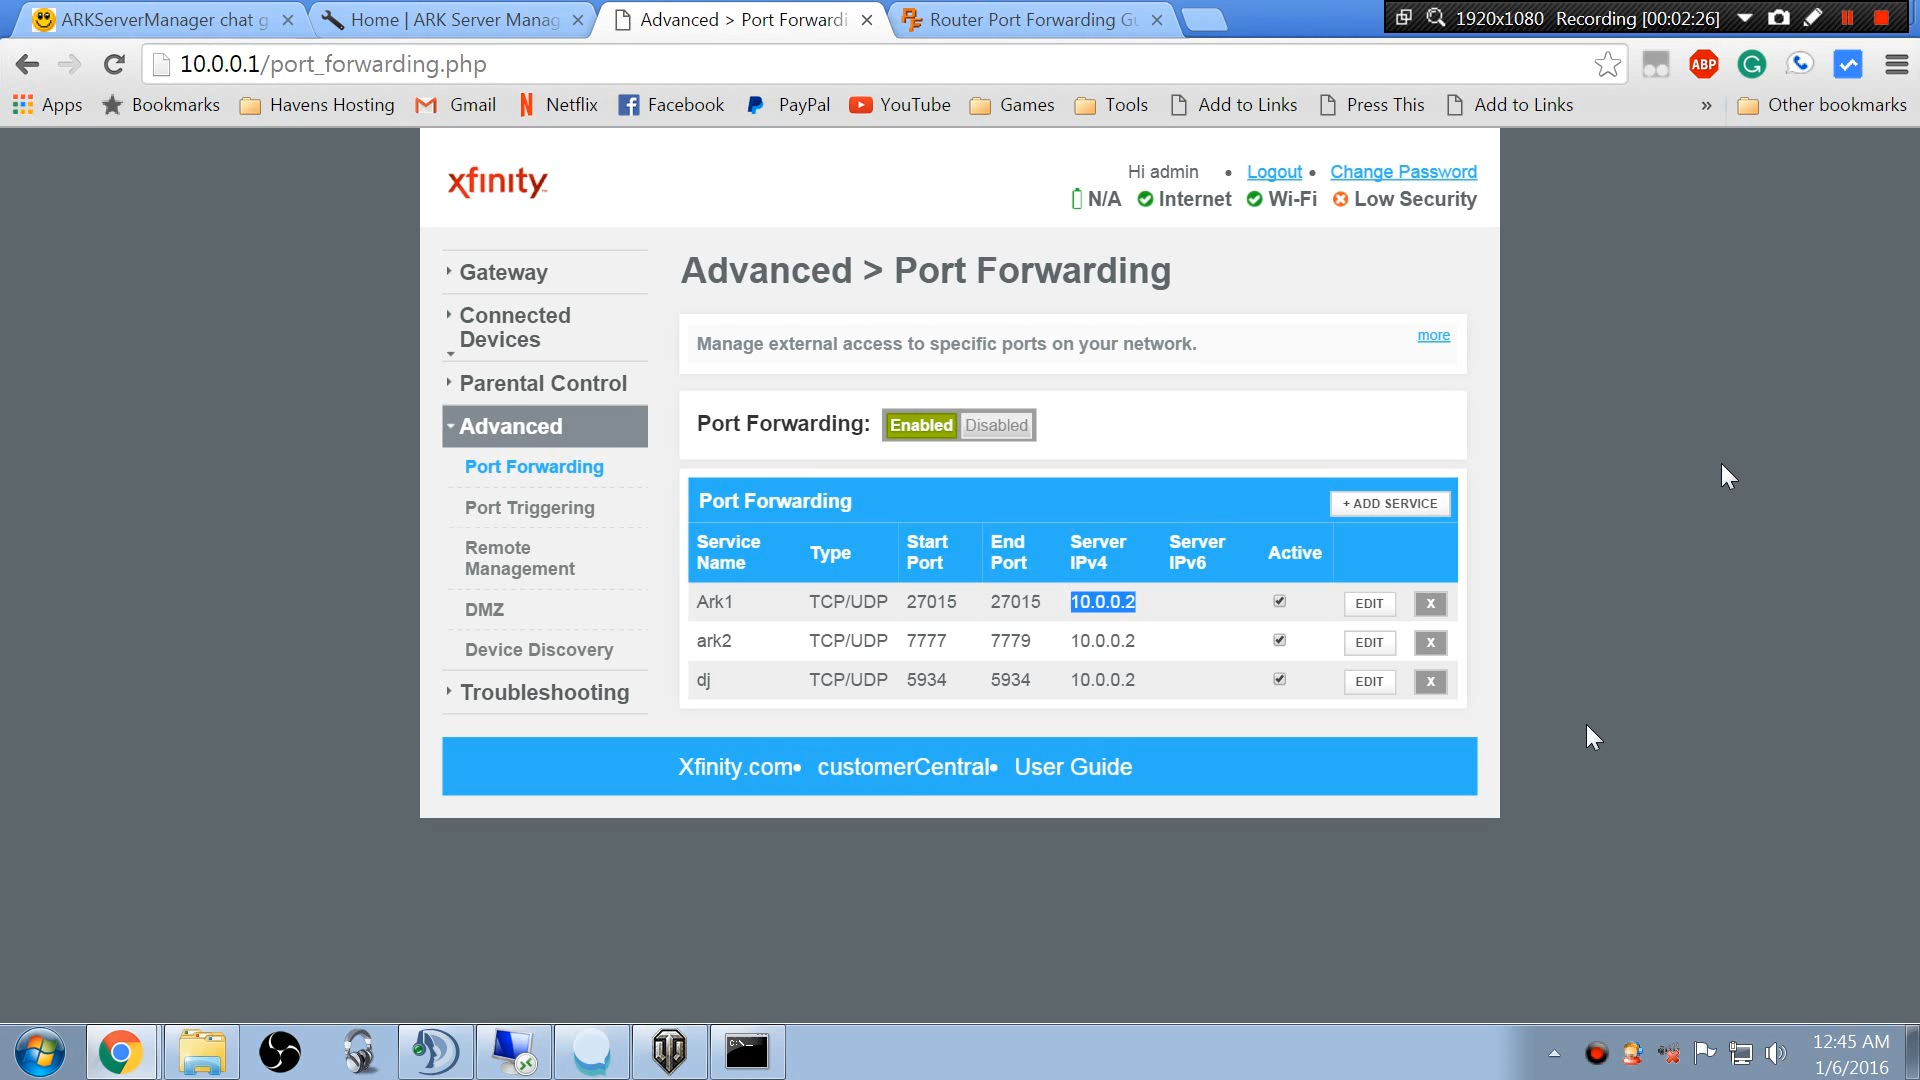 ARKServerManager chat g
Home | ARK Server Manag
Advanced > Port Forwardi
Router Port Forwarding Gu
1920x1080 Recording [00:02:26]
10.0.0.1/port_forwarding.php
ABP
Apps
Bookmarks
Havens Hosting
Gmail
Netflix
Facebook
PayPal
YouTube
Games
Tools
Add to Links
Press This
Add to Links
»
Other bookmarks
xfinity
Hi admin • Logout • Change Password
N/A Internet Wi-Fi Low Security
Gateway
Connected
Devices
Parental Control
Advanced
Port Forwarding
Port Triggering
Remote
Management
DMZ
Device Discovery
Troubleshooting
Advanced > Port Forwarding
Manage external access to specific ports on your network.
more
Port Forwarding: Enabled Disabled
Port Forwarding
+ ADD SERVICE
Service Name Type Start Port End Port Server IPv4 Server IPv6 Active
Ark1 TCP/UDP 27015 27015 10.0.0.2 EDIT X
ark2 TCP/UDP 7777 7779 10.0.0.2 EDIT X
dj TCP/UDP 5934 5934 10.0.0.2 EDIT X
Xfinity.com• customerCentral• User Guide
C:\_
12:45 AM
1/6/2016